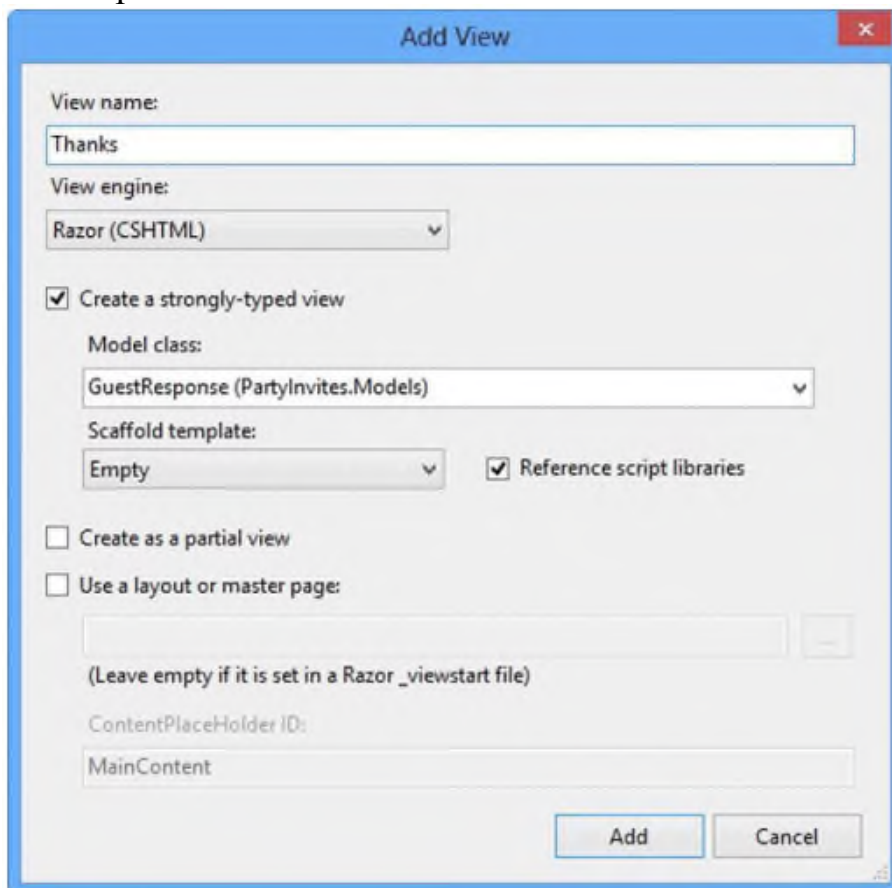 Add View
View name:
Thanks
View engine:
Razor (CSHTML)
Create a strongly-typed view
Model class:
GuestResponse (PartyInvites.Models)
Scaffold template:
Empty
Reference script libraries
Create as a partial view
Use a layout or master page:
...
(Leave empty if it is set in a Razor _viewstart file)
ContentPlaceHolder ID:
MainContent
Add
Cancel